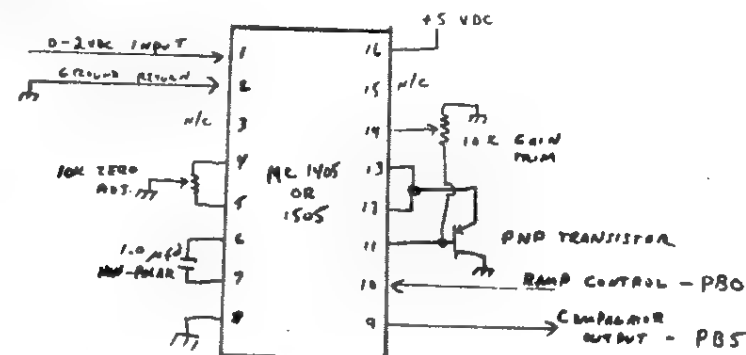 +5 VDC
0-2VDC INPUT
1
16
GROUND RETURN
2
15
N/C
N/C
3
14
10K GAIN
TRIM
10K ZERO
ADJ.
4
13
MC 1405
OR
1505
5
12
6
11
PNP TRANSISTOR
1.0 µfd
NON-POLAR
7
10
RAMP CONTROL - PB0
8
9
COMPARATOR
OUTPUT - PB5